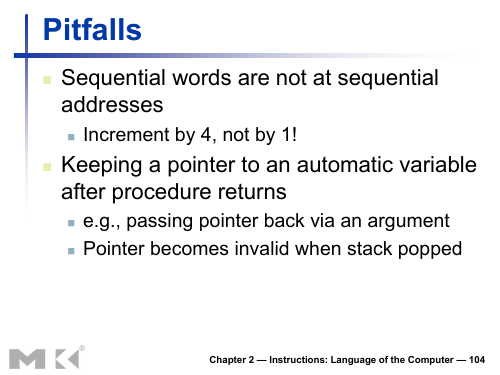 Pitfalls
Sequential words are not at sequential
addresses
Increment by 4, not by 1!
Keeping a pointer to an automatic variable
after procedure returns
e.g., passing pointer back via an argument
Pointer becomes invalid when stack popped
MK®
Chapter 2 — Instructions: Language of the Computer — 104